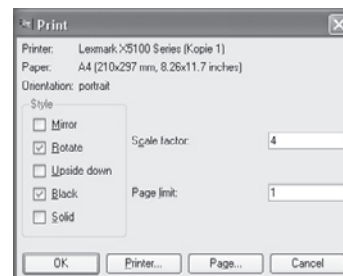 Print
Printer: Lexmark X5100 Series (Kopie 1)
Paper: A4 (210x297 mm, 8.26x11.7 inches)
Orientation: portrait
Style
Mirror
Rotate
Upside down
Black
Solid
Scale factor: 4
Page limit: 1
OK Printer... Page... Cancel